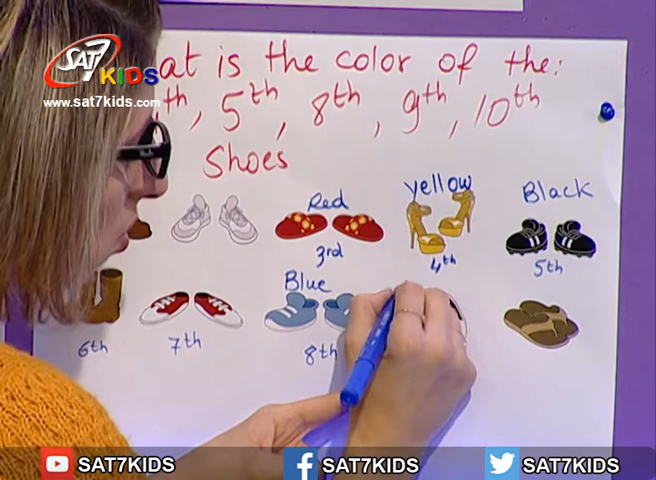 SAT7
KIDS
www.sat7kids.com
at is the color of the:
th, 5th, 8th, 9th, 10th
Shoes
Red
yellow
Black
3rd
4th
5th
Blue
6th
7th
8th
SAT7KIDS
SAT7KIDS
SAT7KIDS